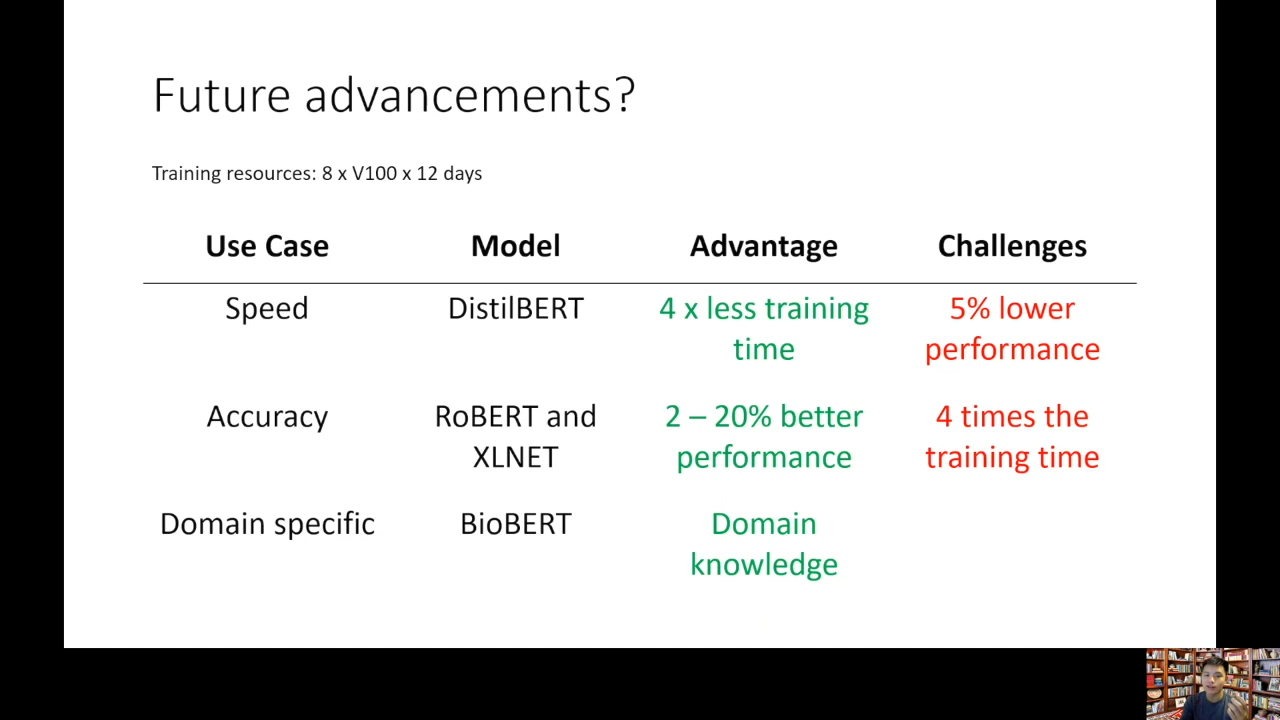 Future advancements?
Training resources: 8 x V100 x 12 days
Use Case Model Advantage Challenges
Speed DistilBERT 4 x less training time 5% lower performance
Accuracy RoBERT and XLNET 2 – 20% better performance 4 times the training time
Domain specific BioBERT Domain knowledge